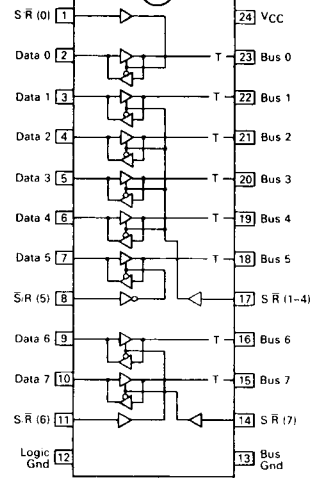 S R̅ (0) 1 24 VCC
Data 0 2 T 23 Bus 0
Data 1 3 T 22 Bus 1
Data 2 4 T 21 Bus 2
Data 3 5 T 20 Bus 3
Data 4 6 T 19 Bus 4
Data 5 7 T 18 Bus 5
S̅/R (5) 8 17 S R̅ (1-4)
Data 6 9 T 16 Bus 6
Data 7 10 T 15 Bus 7
S/R̅ (6) 11 14 S R̅ (7)
Logic
Gnd 12 13 Bus
Gnd